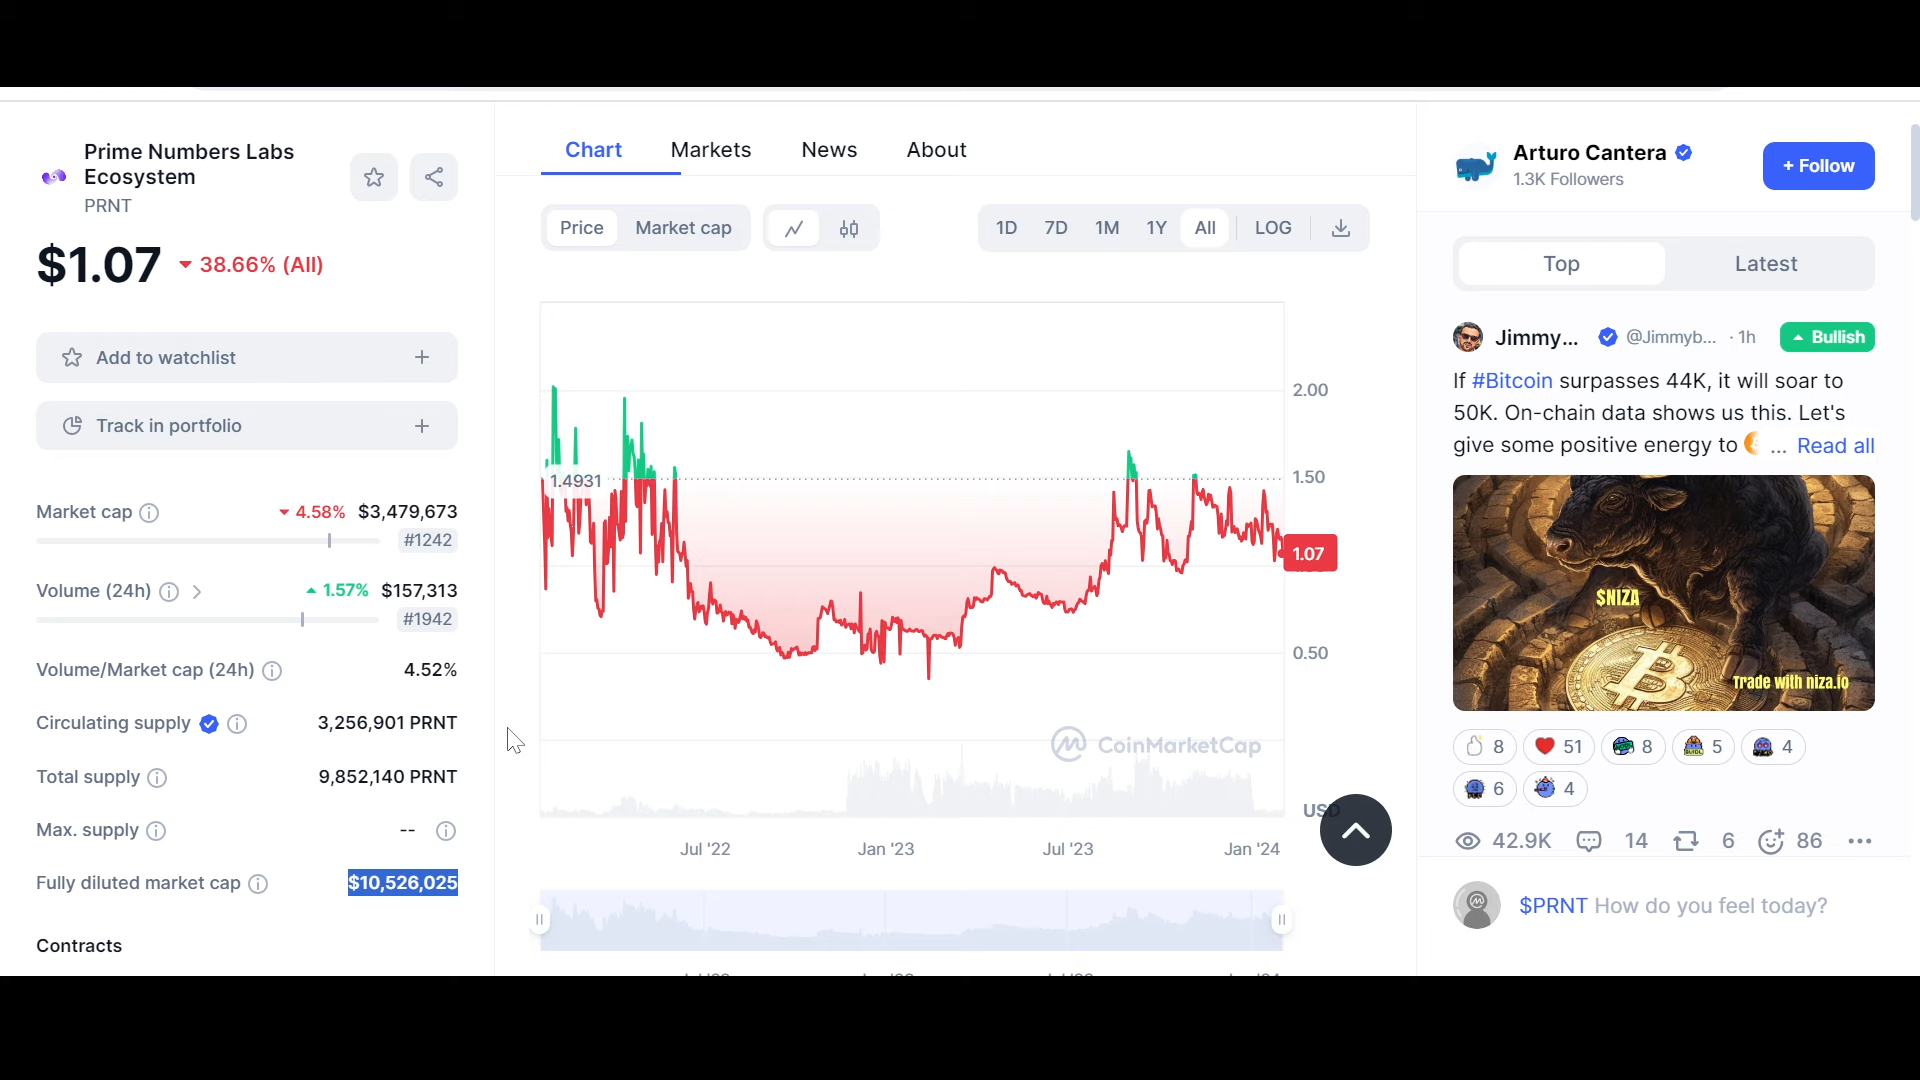 Prime Numbers Labs
Ecosystem
PRNT
$1.07 38.66% (All)
Add to watchlist
Track in portfolio
Market cap 4.58% $3,479,673
#1242
Volume (24h) 1.57% $157,313
#1942
Volume/Market cap (24h) 4.52%
Circulating supply 3,256,901 PRNT
Total supply 9,852,140 PRNT
Max. supply --
Fully diluted market cap $10,526,025
Contracts
Chart Markets News About
Price Market cap 1D 7D 1M 1Y All LOG
2.00
1.4931
1.50
1.07
0.50
CoinMarketCap
USD
Jul '22 Jan '23 Jul '23 Jan '24
Arturo Cantera
1.3K Followers
+ Follow
Top Latest
Jimmy... @Jimmyb... · 1h Bullish
If #Bitcoin surpasses 44K, it will soar to
50K. On-chain data shows us this. Let's
give some positive energy to ... Read all
$NIZA
Trade with niza.io
8 51 8 5 4
6 4
42.9K 14 6 86
$PRNT How do you feel today?